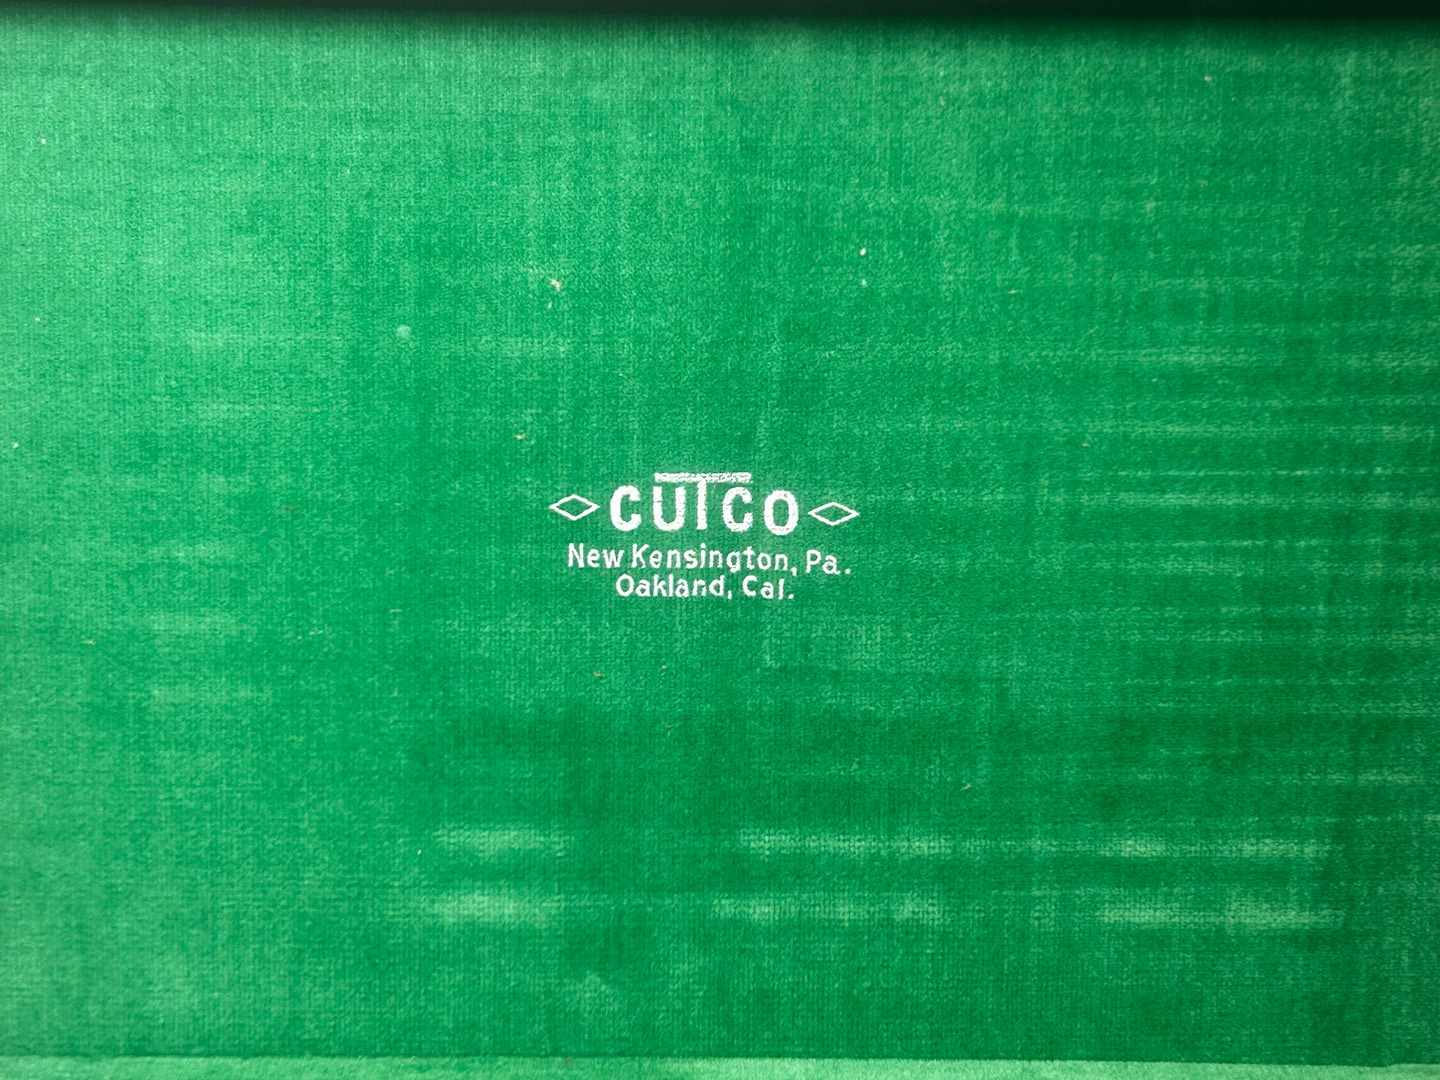 CUTCO
New Kensington, Pa.
Oakland, Cal.